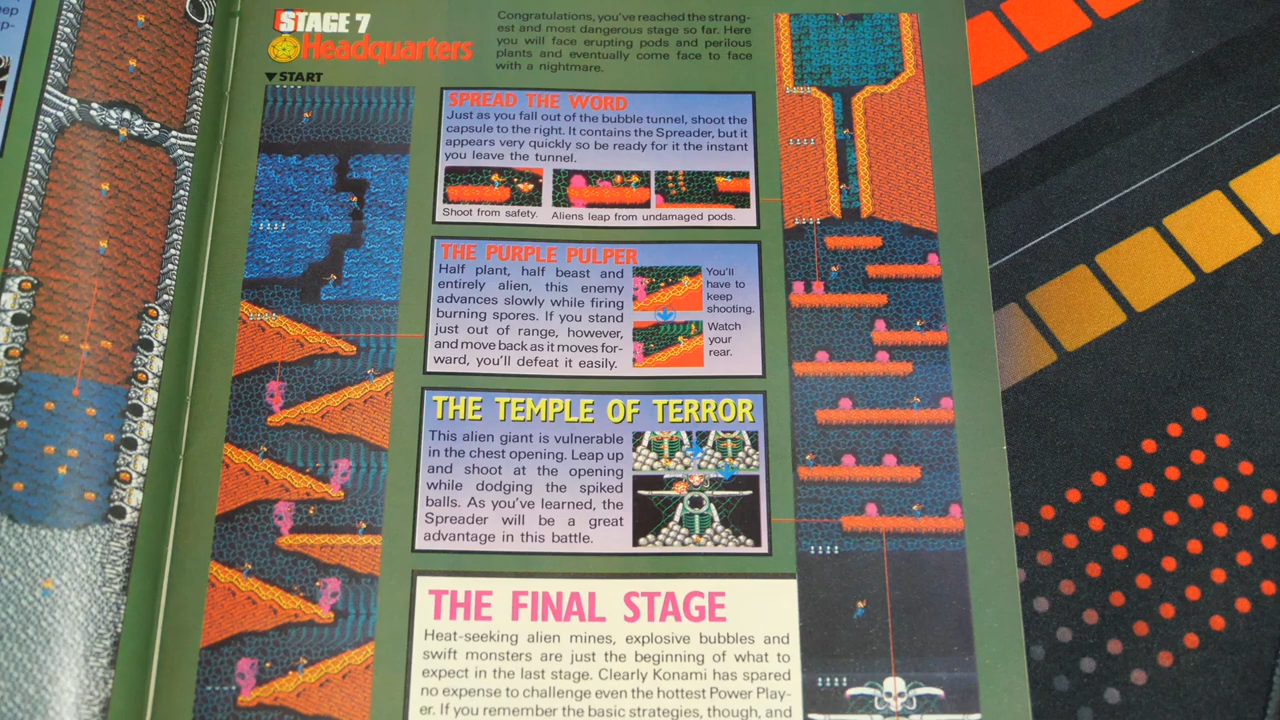 STAGE 7
Headquarters
Congratulations, you've reached the strang-
est and most dangerous stage so far. Here
you will face erupting pods and perilous
plants and eventually come face to face
with a nightmare.
▼START
SPREAD THE WORD
Just as you fall out of the bubble tunnel, shoot the
capsule to the right. It contains the Spreader, but it
appears very quickly so be ready for it the instant
you leave the tunnel.
Shoot from safety.
Aliens leap from undamaged pods.
THE PURPLE PULPER
Half plant, half beast and
entirely alien, this enemy
advances slowly while firing
burning spores. If you stand
just out of range, however,
and move back as it moves for-
ward, you'll defeat it easily.
You'll
have to
keep
shooting.
Watch
your
rear.
THE TEMPLE OF TERROR
This alien giant is vulnerable
in the chest opening. Leap up
and shoot at the opening
while dodging the spiked
balls. As you've learned, the
Spreader will be a great
advantage in this battle.
THE FINAL STAGE
Heat-seeking alien mines, explosive bubbles and
swift monsters are just the beginning of what to
expect in the last stage. Clearly Konami has spared
no expense to challenge even the hottest Power Play-
er. If you remember the basic strategies, though, and